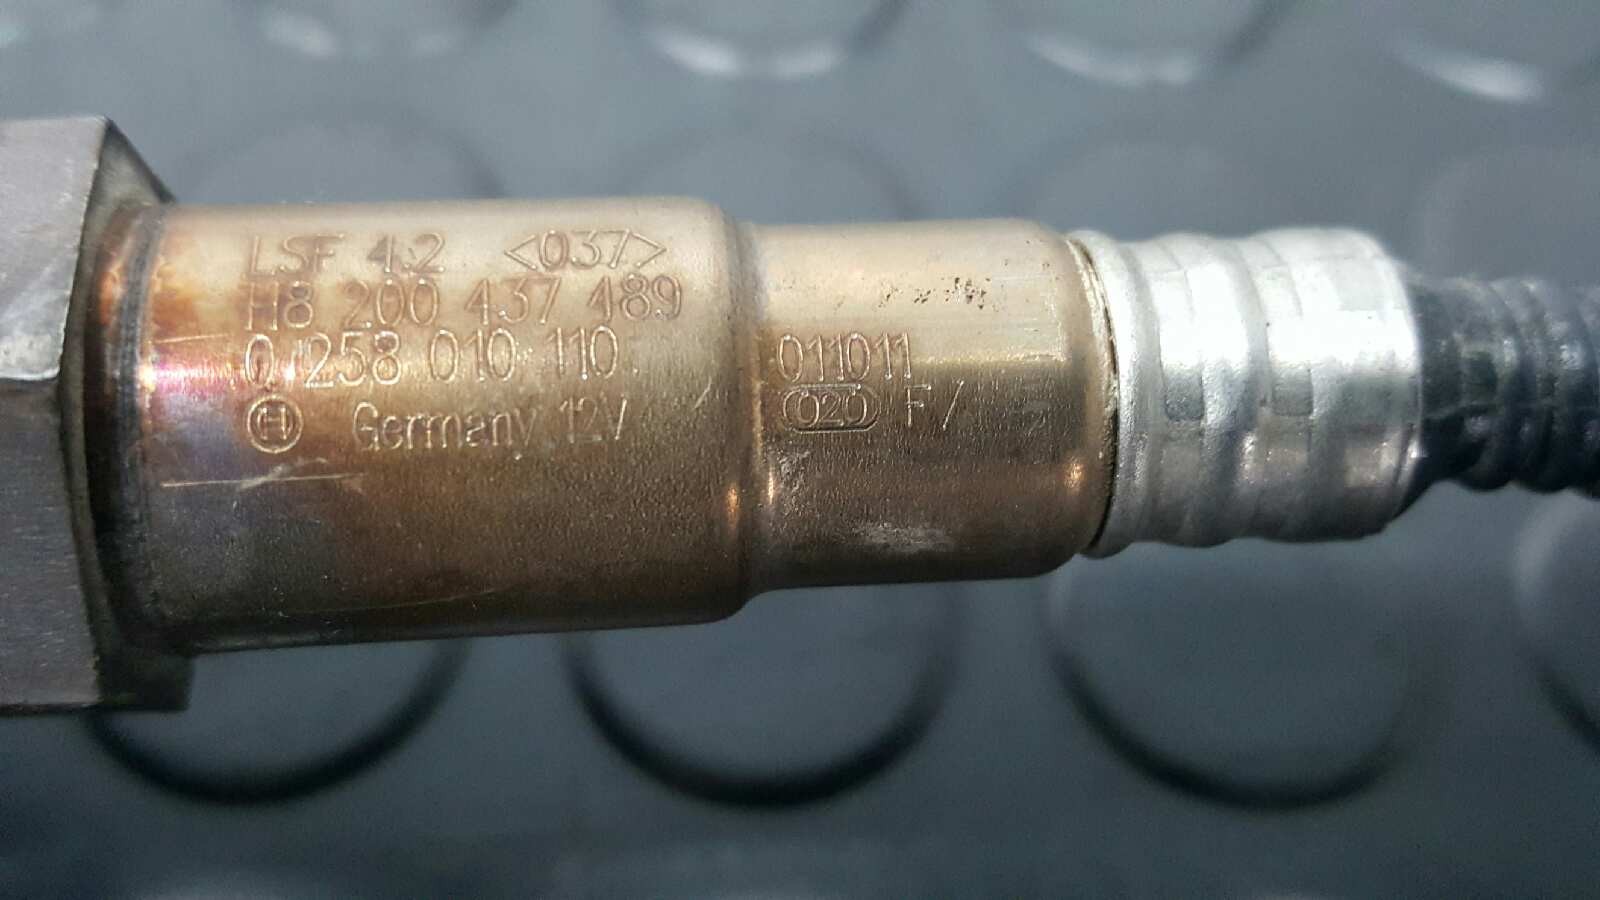 LSF 4.2 <037>
H8 200 437 489
0 258 010 110
H Germany 12V
011011
020 F/